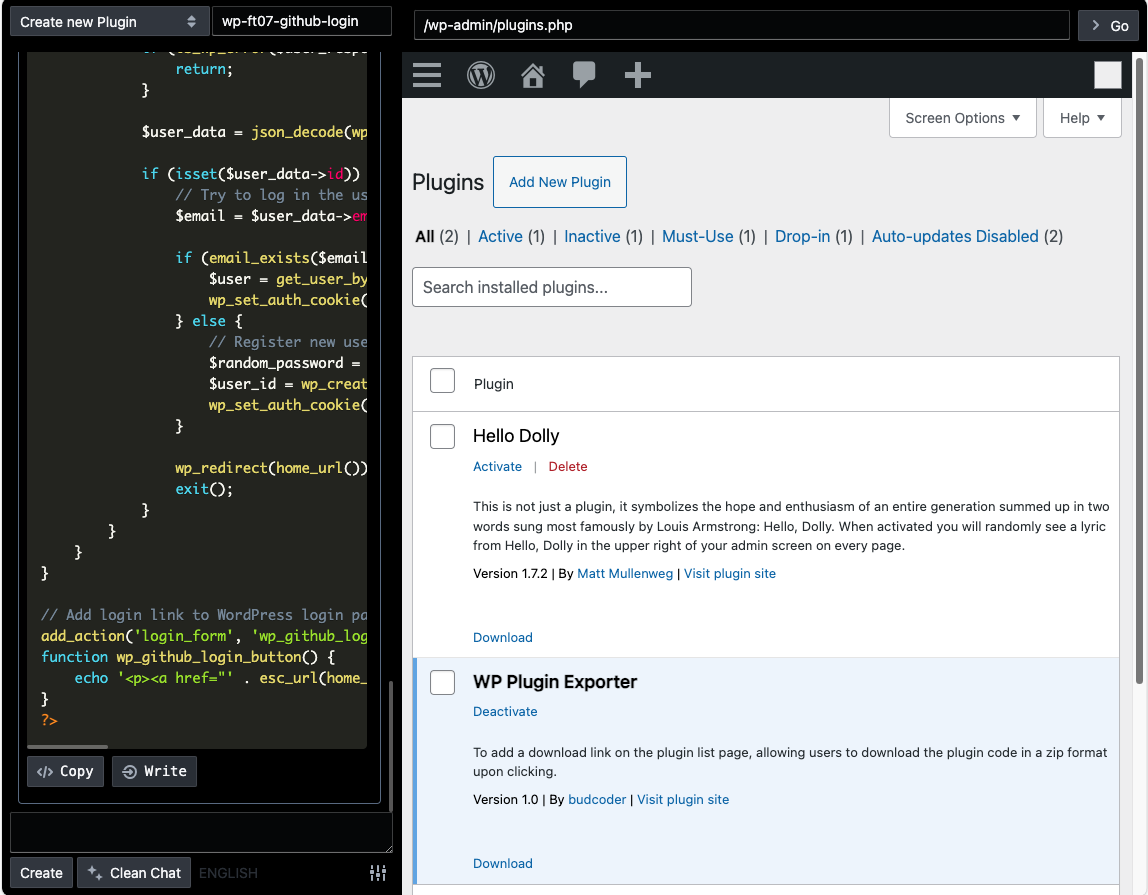 Create new Plugin
wp-ft07-github-login
/wp-admin/plugins.php
Go
return;
}
$user_data = json_decode(wp
if (isset($user_data->id))
// Try to log in the us
$email = $user_data->em
if (email_exists($email
$user = get_user_by
wp_set_auth_cookie(
} else {
// Register new use
$random_password =
$user_id = wp_creat
wp_set_auth_cookie(
}
wp_redirect(home_url())
exit();
}
}
}
}
// Add login link to WordPress login pa
add_action('login_form', 'wp_github_log
function wp_github_login_button() {
echo '<p><a href="' . esc_url(home_
}
?>
Copy
Write
Create
Clean Chat
ENGLISH
Screen Options
Help
Plugins
Add New Plugin
All (2) | Active (1) | Inactive (1) | Must-Use (1) | Drop-in (1) | Auto-updates Disabled (2)
Search installed plugins...
Plugin
Hello Dolly
Activate | Delete
This is not just a plugin, it symbolizes the hope and enthusiasm of an entire generation summed up in two
words sung most famously by Louis Armstrong: Hello, Dolly. When activated you will randomly see a lyric
from Hello, Dolly in the upper right of your admin screen on every page.
Version 1.7.2 | By Matt Mullenweg | Visit plugin site
Download
WP Plugin Exporter
Deactivate
To add a download link on the plugin list page, allowing users to download the plugin code in a zip format
upon clicking.
Version 1.0 | By budcoder | Visit plugin site
Download